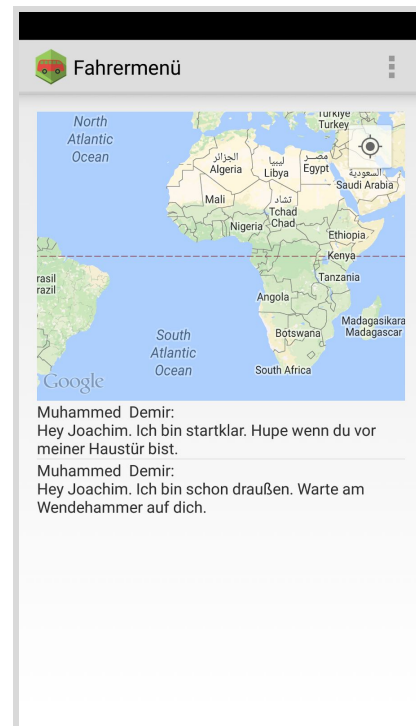 Fahrermenü
North
Atlantic
Ocean
Türkiye
Turkey
الجزائر
Algeria
ليبيا
Libya
مصر
Egypt
السعودية
Saudi Arabia
Mali
تشاد
Tchad
Chad
Nigeria
Ethiopia
Kenya
rasil
razil
Tanzania
Angola
Madagasikara
Madagascar
Botswana
South
Atlantic
Ocean
South Africa
Google
Muhammed Demir:
Hey Joachim. Ich bin startklar. Hupe wenn du vor
meiner Haustür bist.
Muhammed Demir:
Hey Joachim. Ich bin schon draußen. Warte am
Wendehammer auf dich.